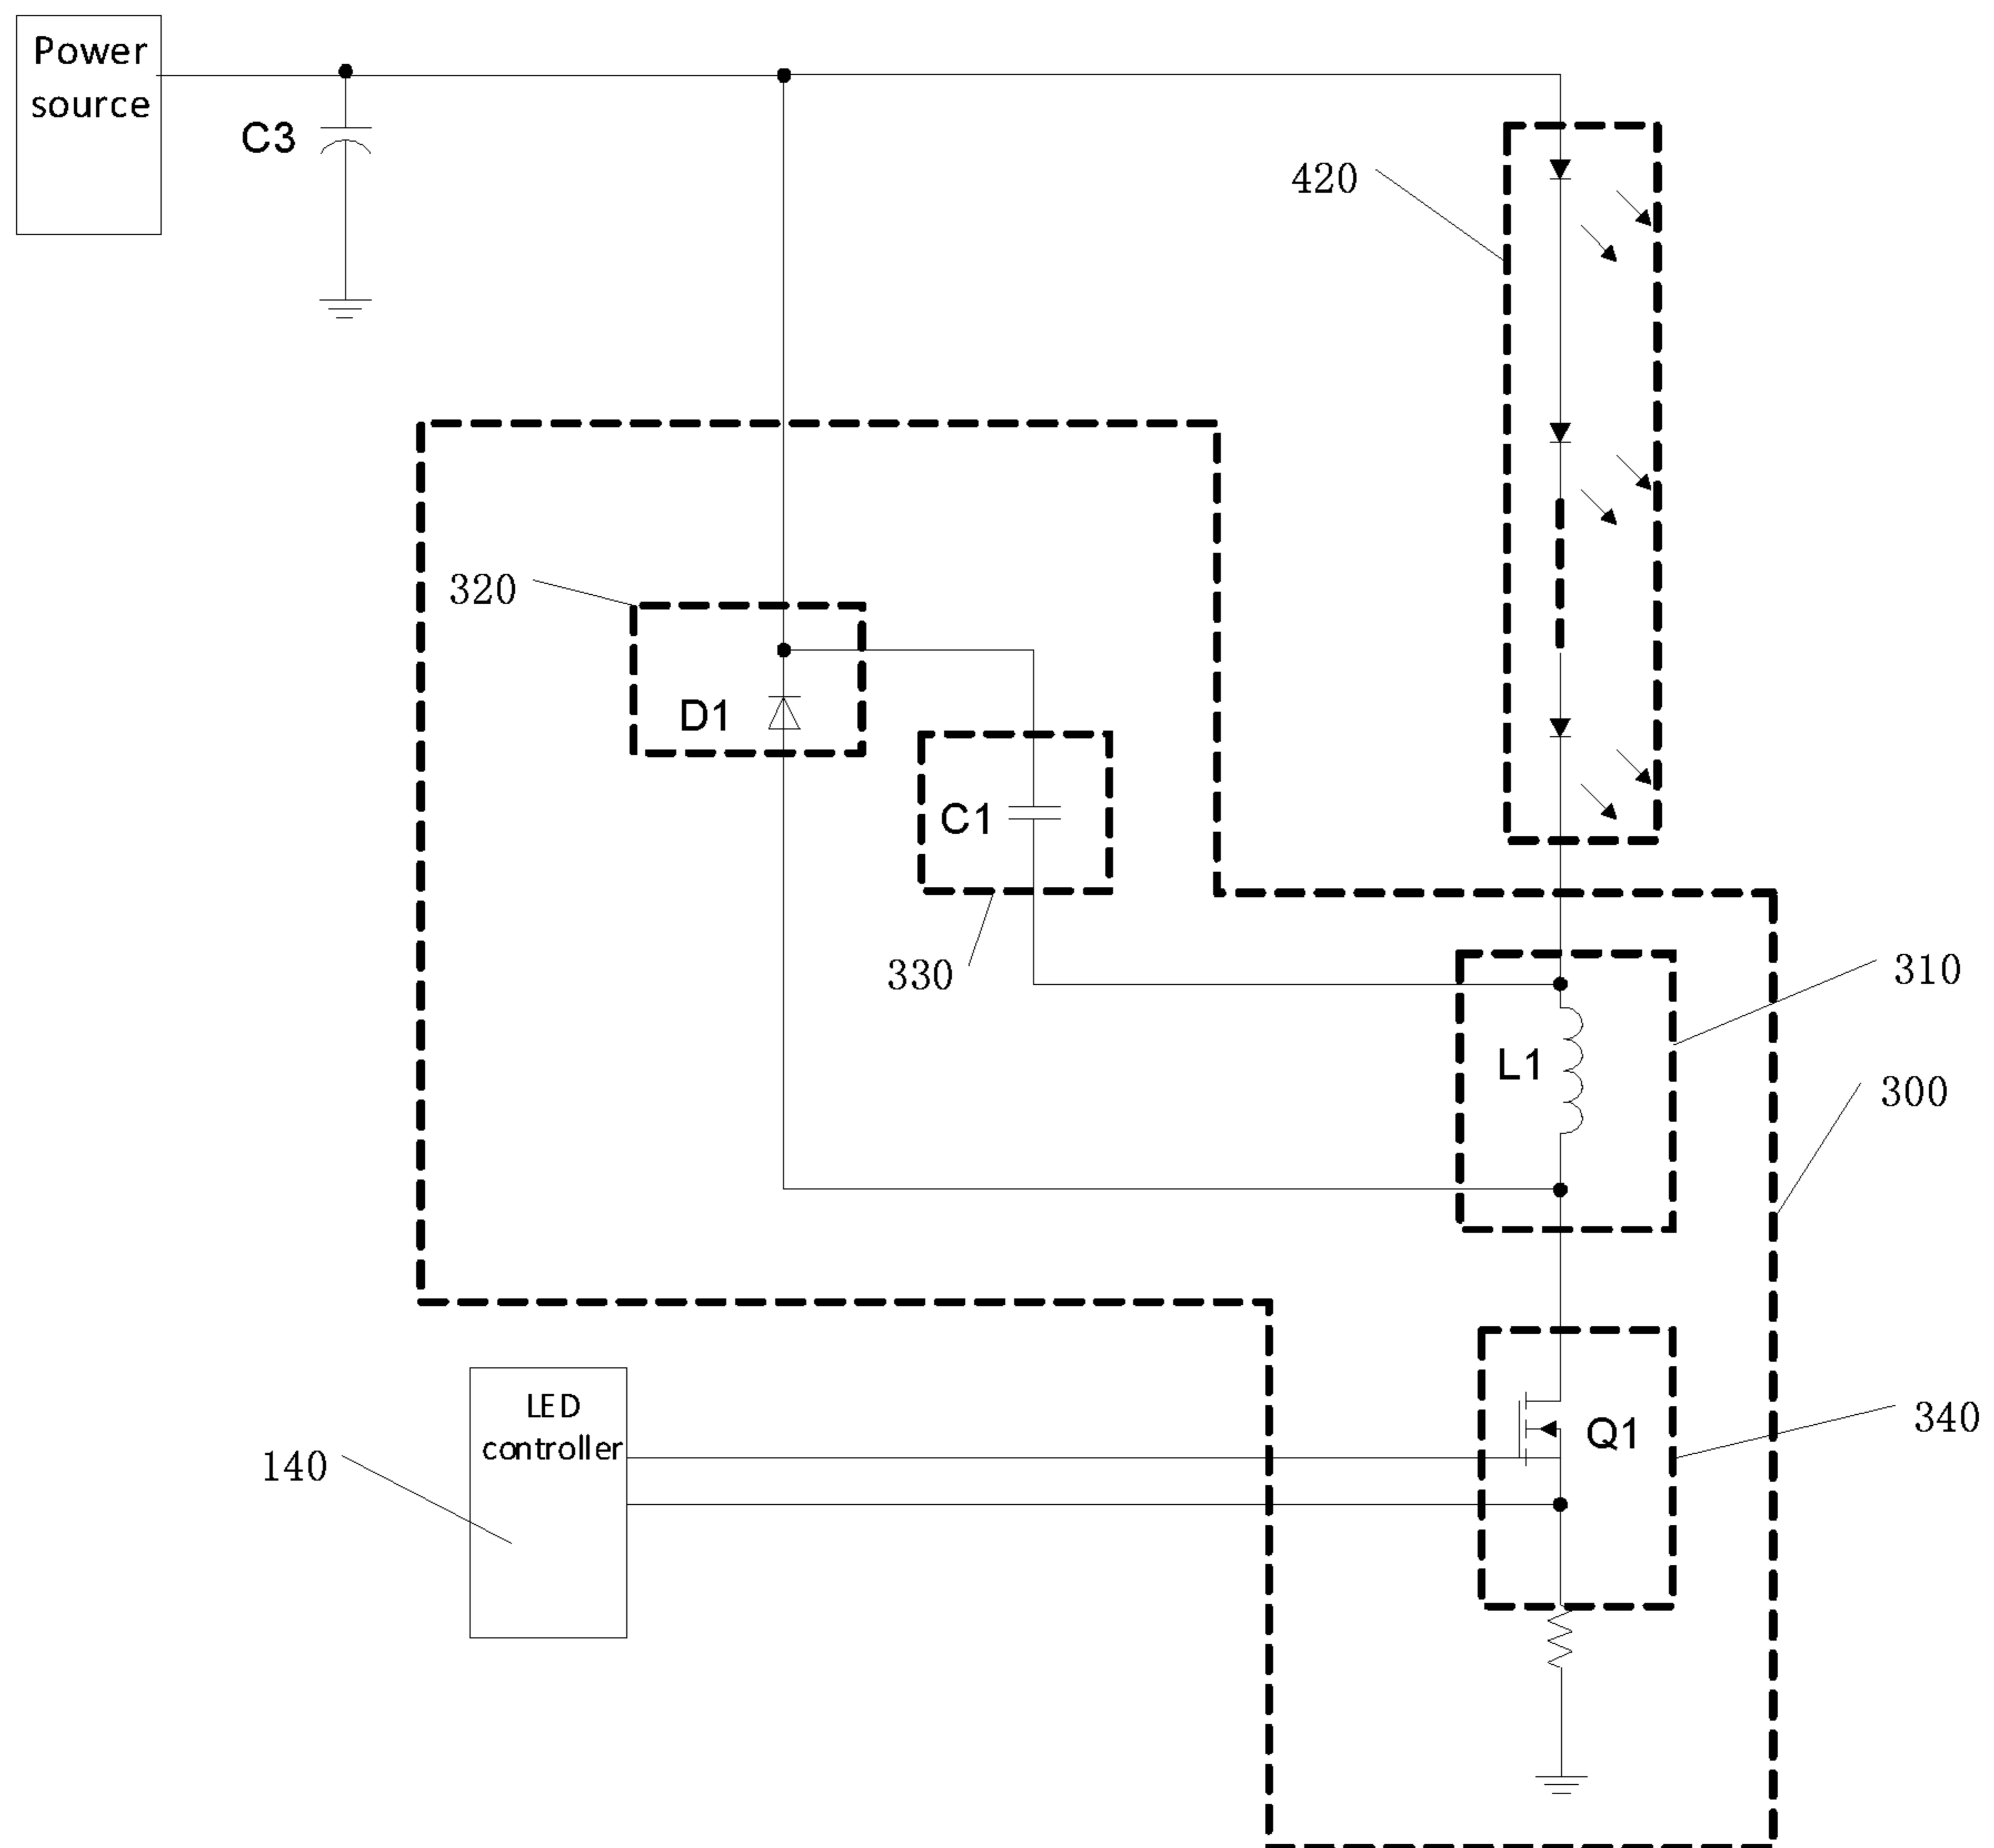 Power
source
C3
420
320
D1
C1
330
310
L1
300
LED
controller
Q1
340
140